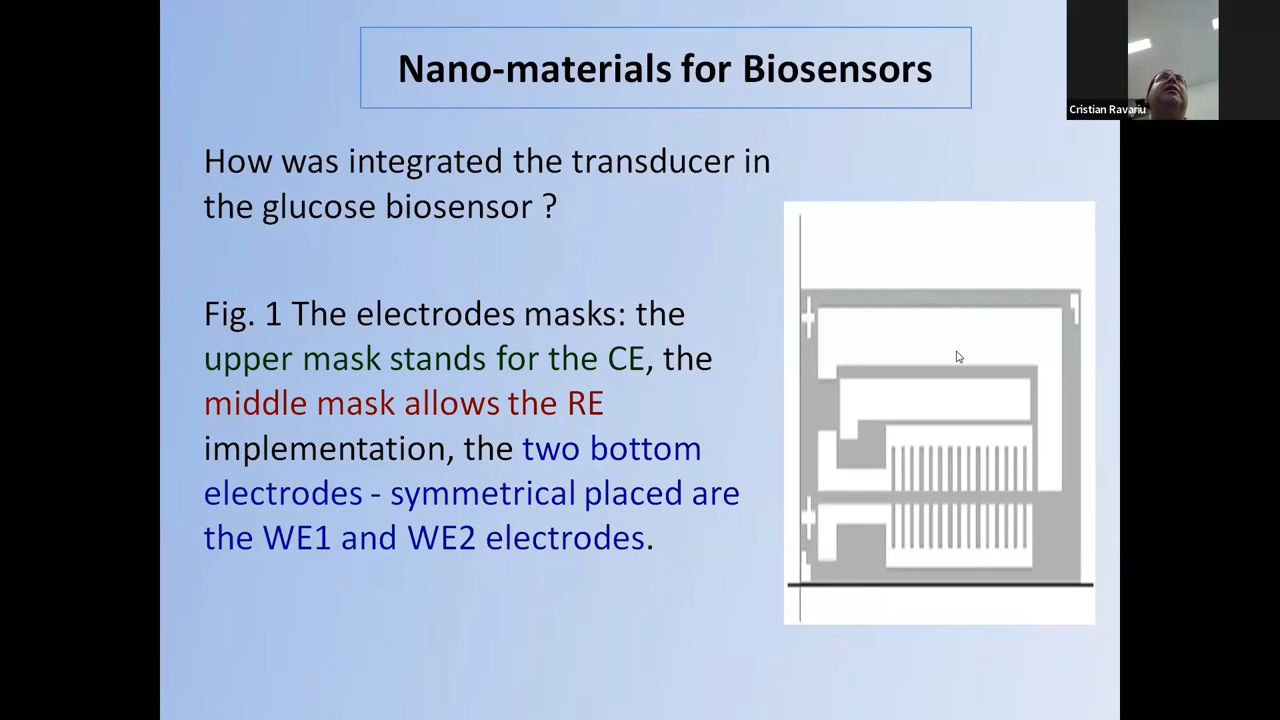 Nano-materials for Biosensors
Cristian Ravariu
How was integrated the transducer in
the glucose biosensor ?
Fig. 1 The electrodes masks: the
upper mask stands for the CE, the
middle mask allows the RE
implementation, the two bottom
electrodes - symmetrical placed are
the WE1 and WE2 electrodes.